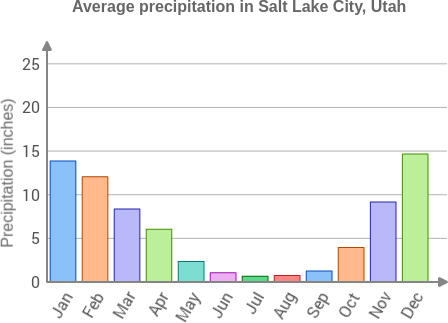 Average precipitation in Salt Lake City, Utah
Precipitation (inches)
25
20
15
10
5
0
Jan Feb Mar Apr May Jun Jul Aug Sep Oct Nov Dec